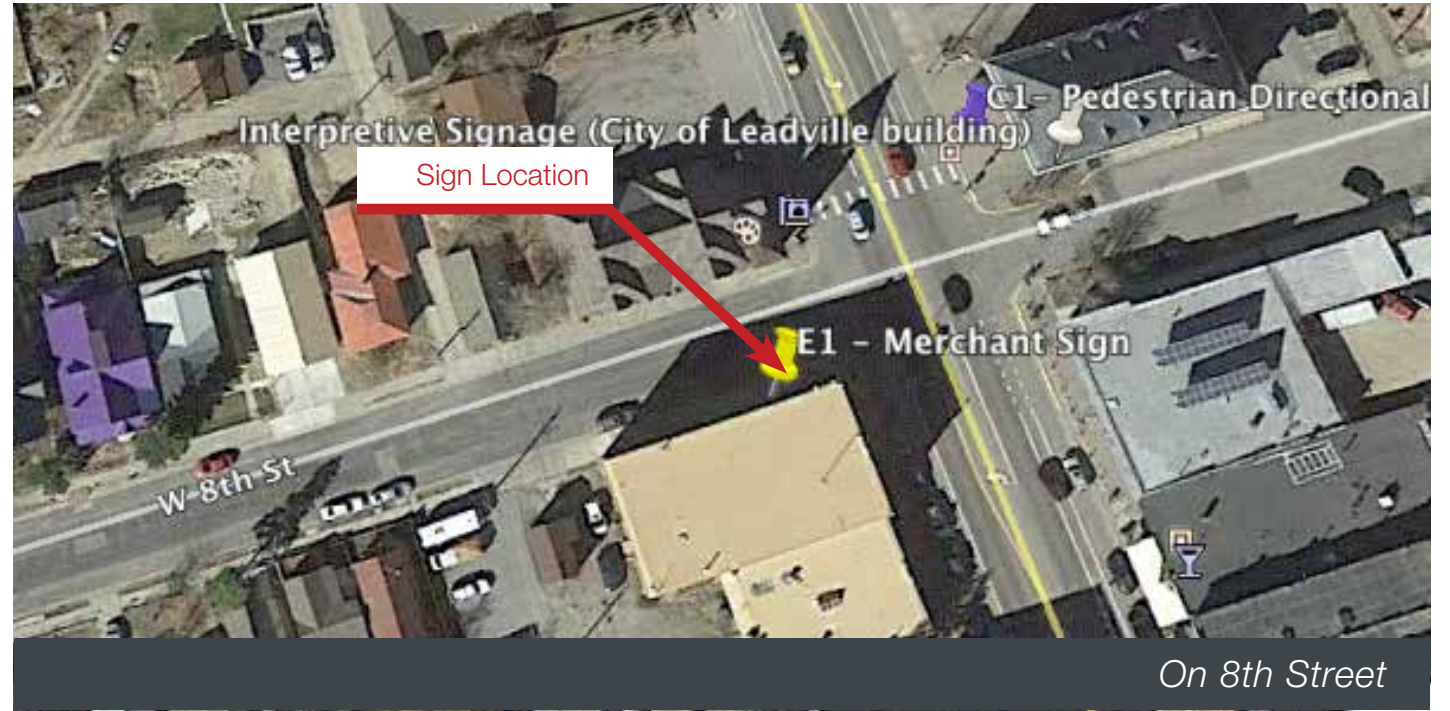 C1- Pedestrian Directional
Interpretive Signage (City of Leadville building)
Sign Location
E1 - Merchant Sign
W 8th St
On 8th Street